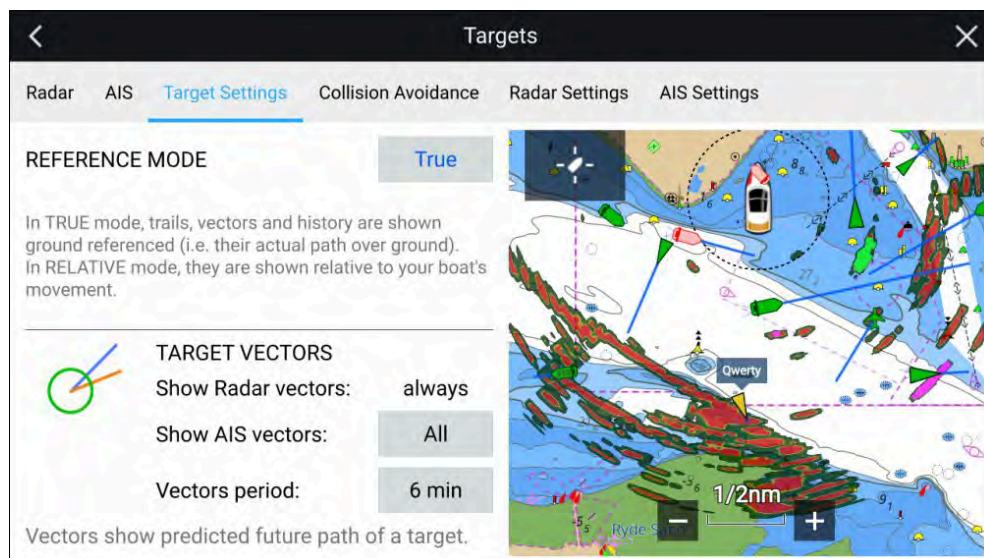 Targets
Radar AIS Target Settings Collision Avoidance Radar Settings AIS Settings
REFERENCE MODE True
In TRUE mode, trails, vectors and history are shown
ground referenced (i.e. their actual path over ground).
In RELATIVE mode, they are shown relative to your boat's
movement.
TARGET VECTORS
Show Radar vectors: always
Show AIS vectors: All
Vectors period: 6 min
Vectors show predicted future path of a target.
Qwerty
1/2nm
Ryde